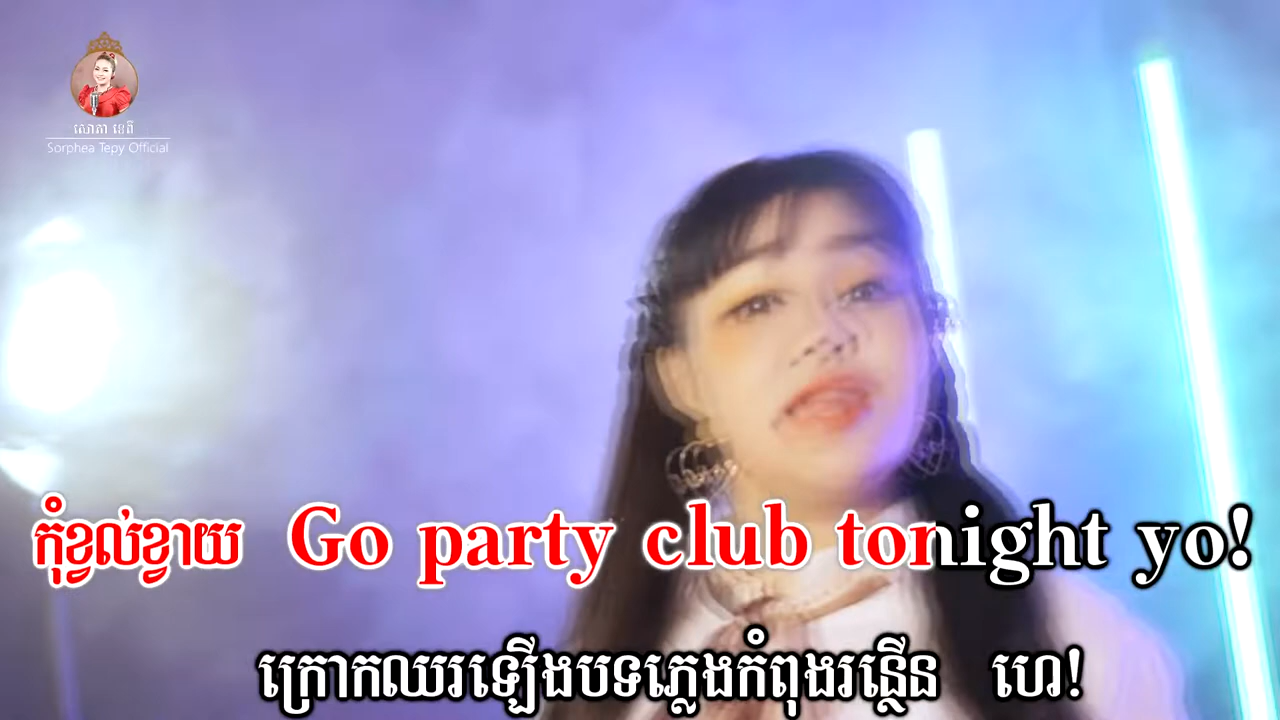 សោភា ទេពី
Sorphea Tepy Official
កុំខ្វល់ខ្វាយ Go party club tonight yo!
ក្រោកឈរឡើងបទភ្លេងកំពុងរន្ថើន ហេ!